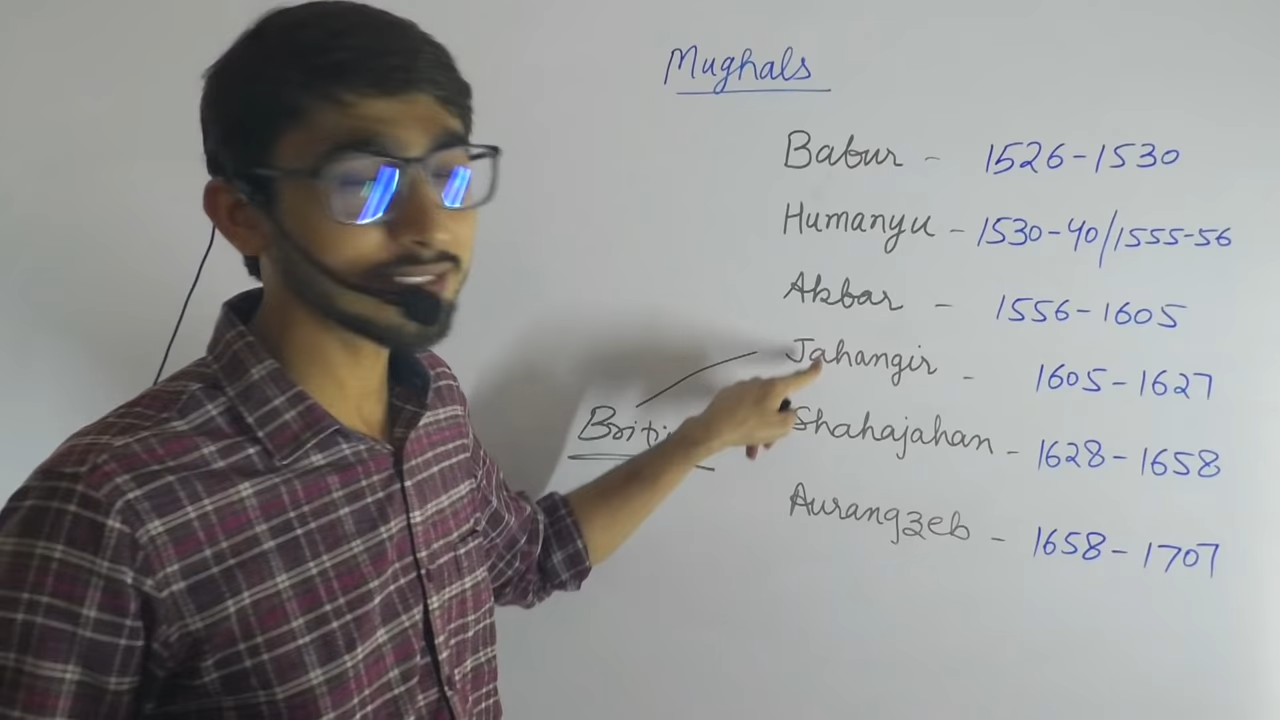 Mughals
Babur - 1526-1530
Humanyu - 1530-40/1555-56
Akbar - 1556-1605
Jahangir - 1605-1627
Shahajahan - 1628-1658
Aurangzeb - 1658-1707